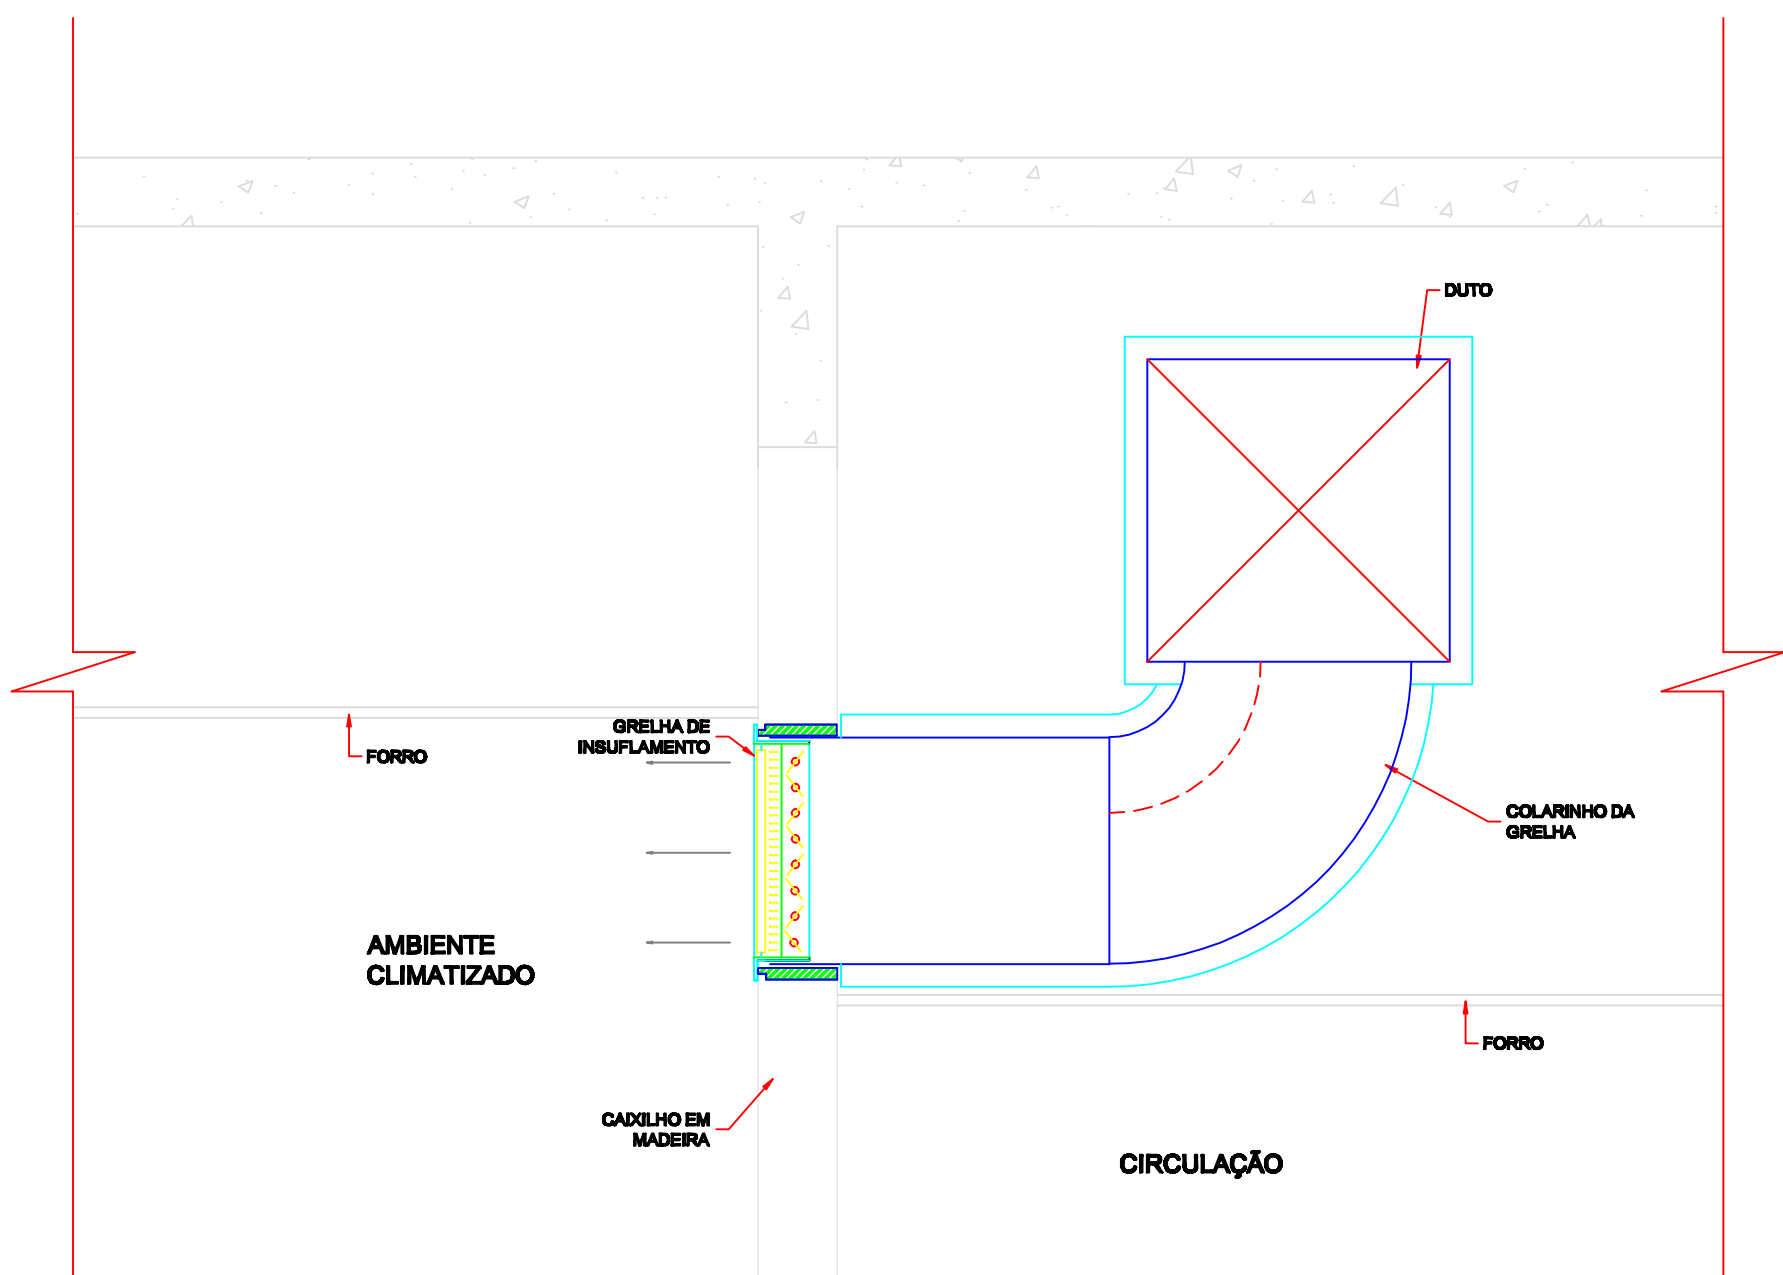 DUTO
GRELHA DE
INSUFLAMENTO
FORRO
COLARINHO DA
GRELHA
AMBIENTE
CLIMATIZADO
FORRO
CAIXILHO EM
MADEIRA
CIRCULAÇÃO